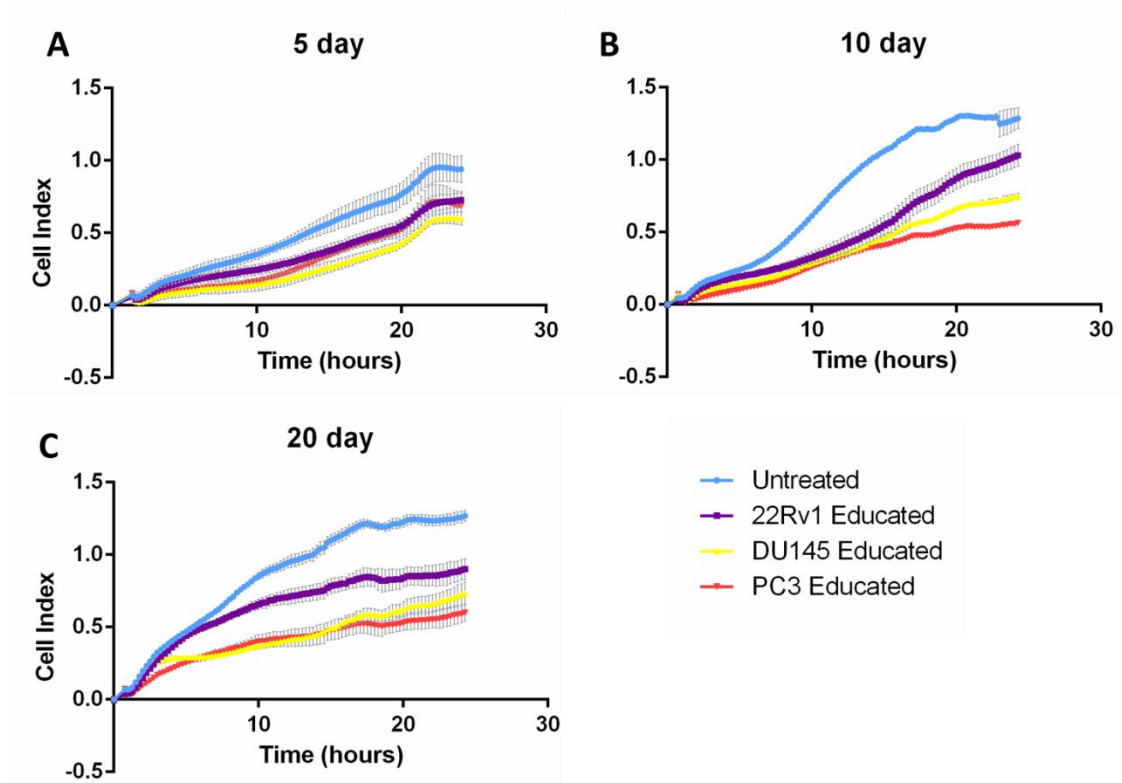 A
5 day
1.5
1.0
0.5
0.0
-0.5
Cell Index
10
20
30
Time (hours)
B
10 day
1.5
1.0
0.5
0.0
-0.5
Cell Index
10
20
30
Time (hours)
C
20 day
1.5
1.0
0.5
0.0
-0.5
Cell Index
10
20
30
Time (hours)
Untreated
22Rv1 Educated
DU145 Educated
PC3 Educated